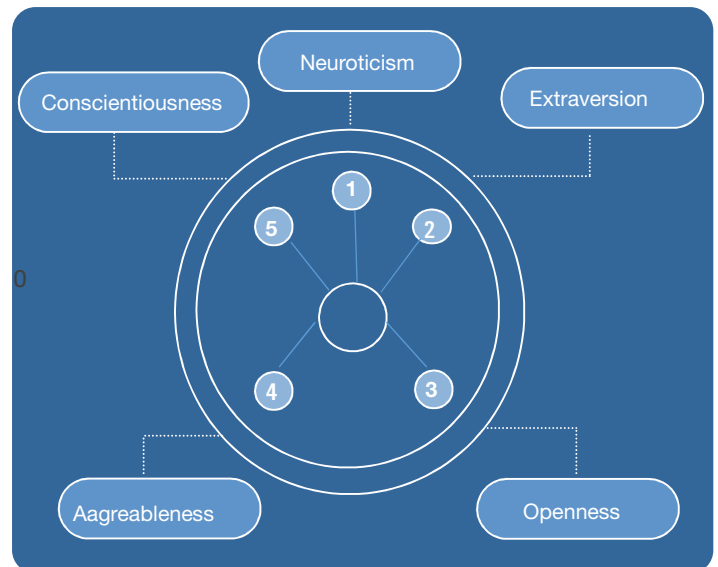 Neuroticism
Conscientiousness
Extraversion
1
5
2
0
4
3
Aagreableness
Openness